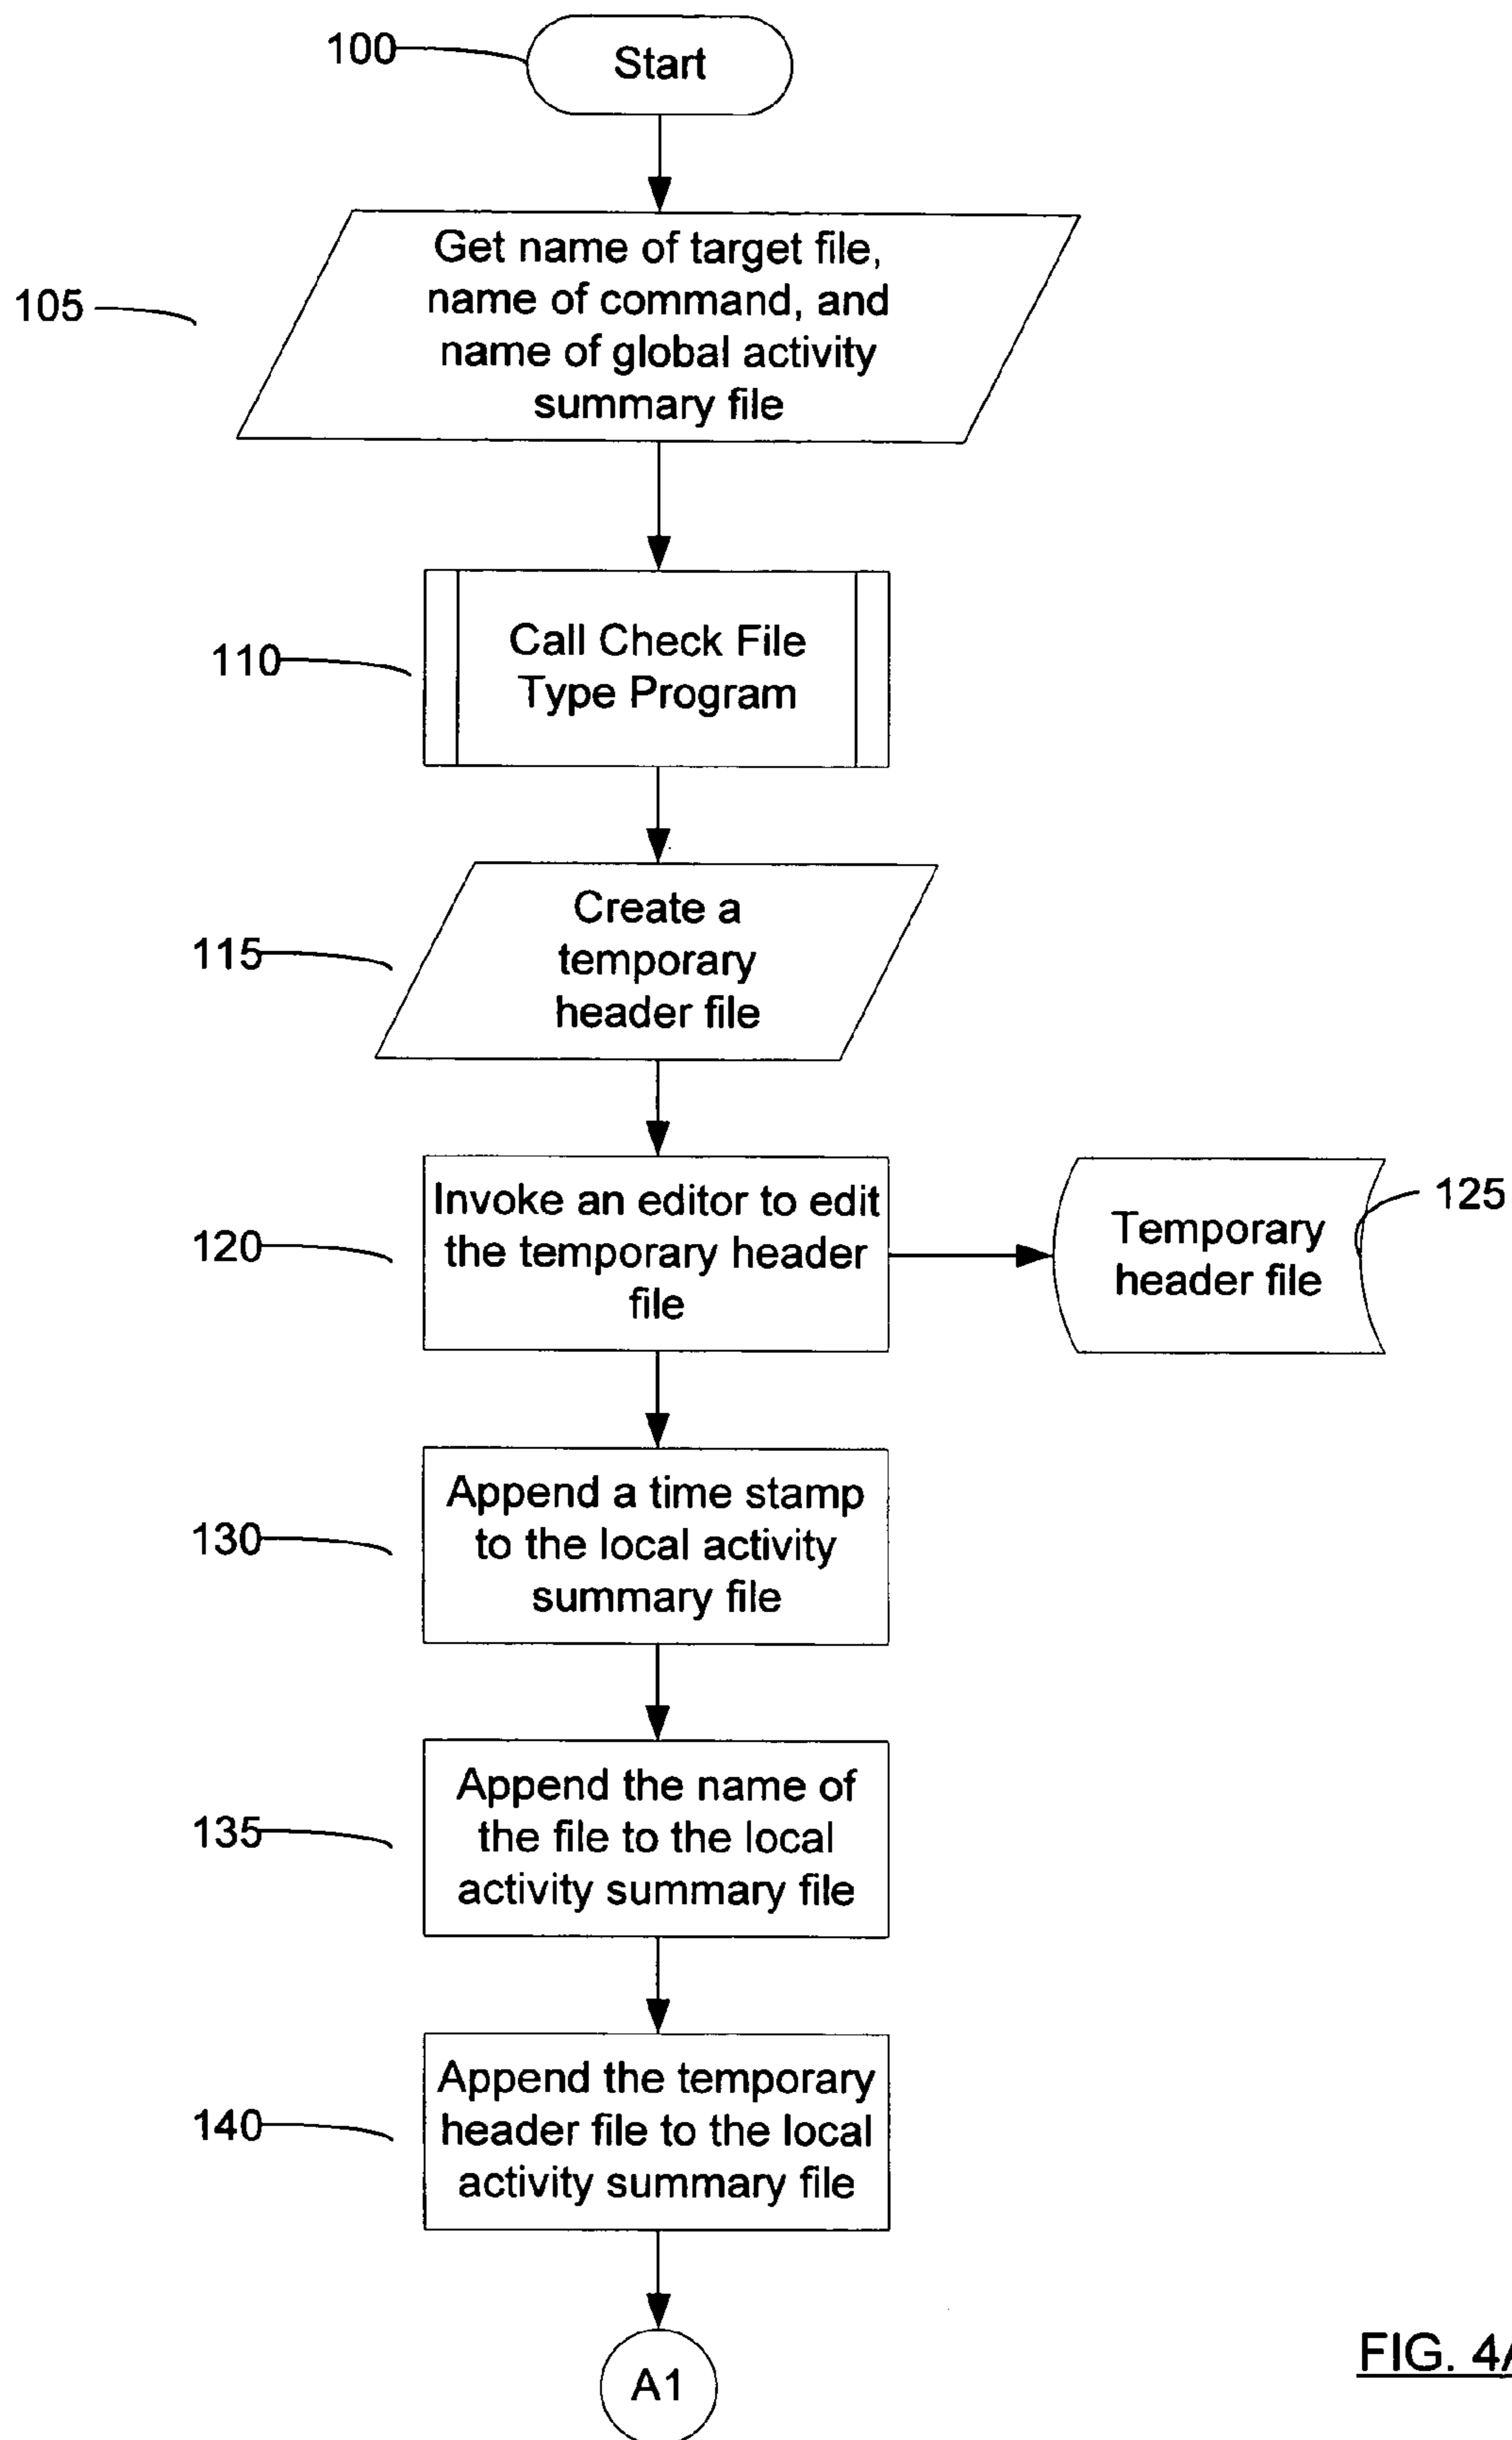 100
Start
105
Get name of target file,
name of command, and
name of global activity
summary file
110
Call Check File
Type Program
115
Create a
temporary
header file
120
Invoke an editor to edit
the temporary header
file
125
Temporary
header file
130
Append a time stamp
to the local activity
summary file
135
Append the name of
the file to the local
activity summary file
140
Append the temporary
header file to the local
activity summary file
A1
FIG. 4A